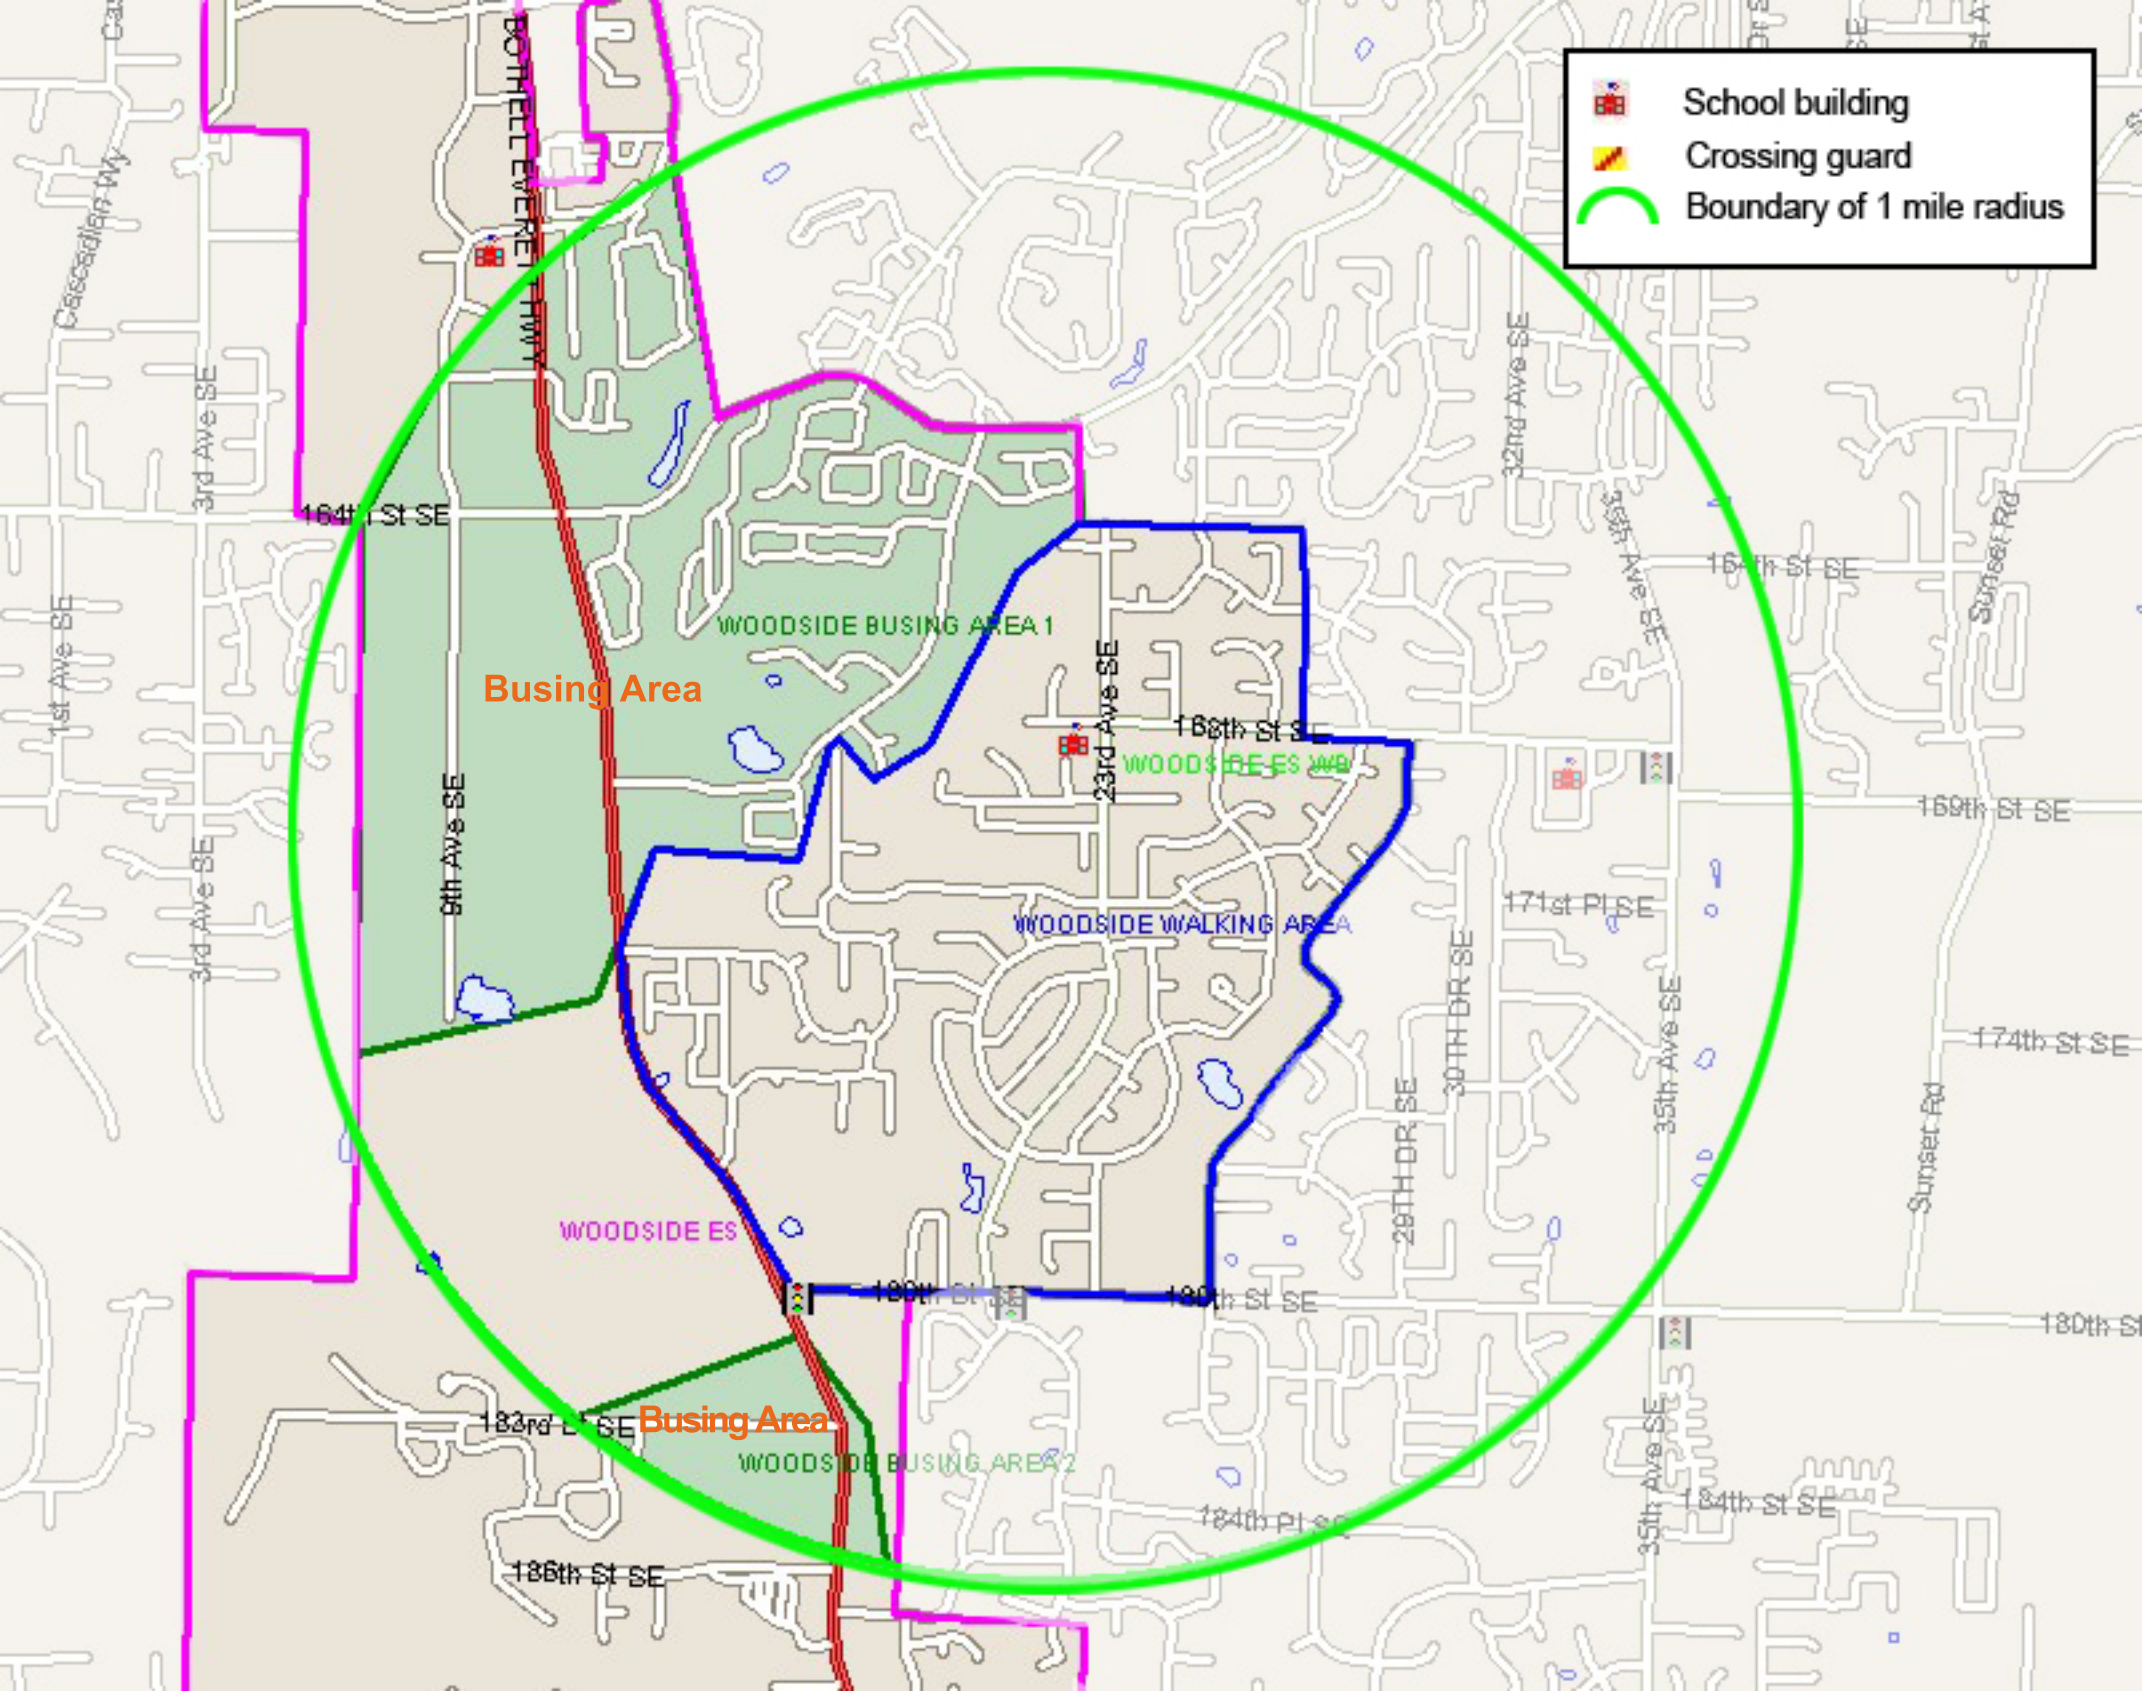 School building
Crossing guard
Boundary of 1 mile radius
BOTHELL EVERETT HWY
Cascadian Wy
3rd Ave SE
32nd Ave SE
35th Ave SE
Sunset Rd
164th St SE
164th St SE
1st Ave SE
WOODSIDE BUSING AREA 1
Busing Area
23rd Ave SE
168th St SE
WOODSIDE ES WB
9th Ave SE
169th St SE
3rd Ave SE
171st Pl SE
WOODSIDE WALKING AREA
30TH DR SE
35th Ave SE
174th St SE
29TH DR SE
Sunset Rd
WOODSIDE ES
180th St SE
180th St SE
180th St
183rd St SE
Busing Area
WOODSIDE BUSING AREA 2
35th Ave SE
184th Pl SE
184th St SE
186th St SE